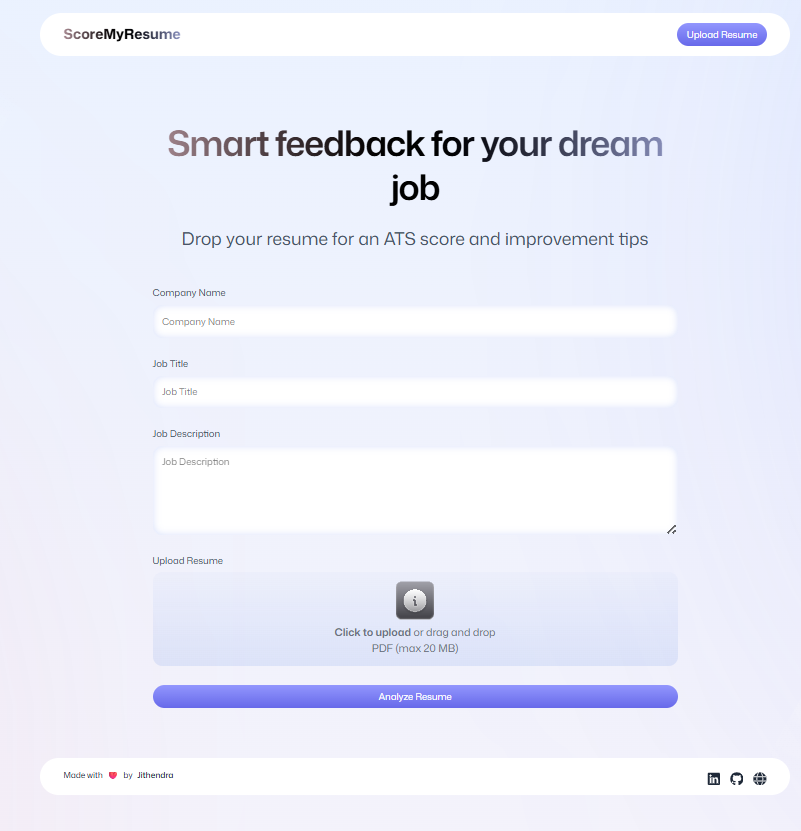 ScoreMyResume
Upload Resume
Smart feedback for your dream
job
Drop your resume for an ATS score and improvement tips
Company Name
Company Name
Job Title
Job Title
Job Description
Job Description
Upload Resume
Click to upload or drag and drop
PDF (max 20 MB)
Analyze Resume
Made with ❤ by Jithendra